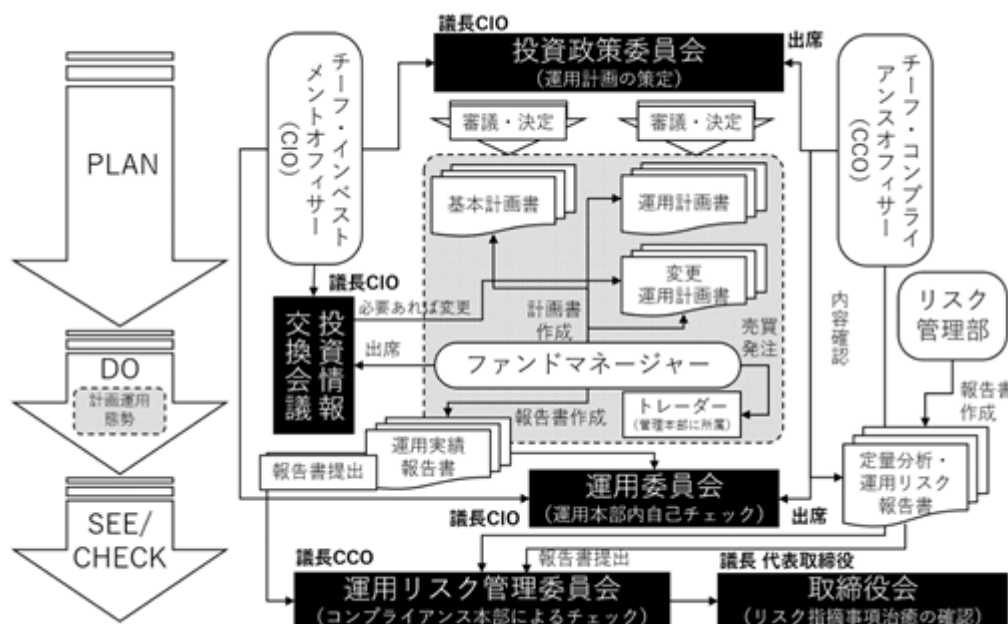 議長CIO
投資政策委員会
(運用計画の策定)
出席
チーフ・インベスト
メントオフィサー
(CIO)
チーフ・コンプライ
アンスオフィサー
(CCO)
PLAN
審議・決定
審議・決定
基本計画書
運用計画書
変更
運用計画書
議長CIO
必要あれば変更
計画書
作成
売買
発注
内容確認
リスク
管理部
投資情報
交換会議
出席
ファンドマネージャー
DO
計画運用
態勢
報告書作成
トレーダー
(管理本部に所属)
報告書
作成
運用実績
報告書
報告書提出
定量分析・
運用リスク
報告書
運用委員会
(運用本部内自己チェック)
議長CIO
出席
SEE/
CHECK
議長CCO
報告書提出
議長 代表取締役
運用リスク管理委員会
(コンプライアンス本部によるチェック)
取締役会
(リスク指摘事項治癒の確認)